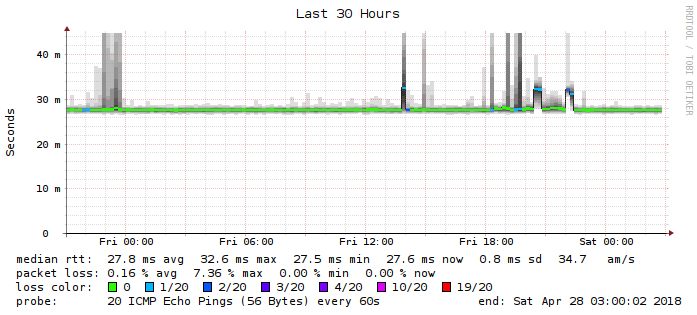 Last 30 Hours
RRDTOOL / TOBI OETIKER
Seconds
40 m
30 m
20 m
10 m
0
Fri 00:00 Fri 06:00 Fri 12:00 Fri 18:00 Sat 00:00
median rtt: 27.8 ms avg 32.6 ms max 27.5 ms min 27.6 ms now 0.8 ms sd 34.7 am/s
packet loss: 0.16 % avg 7.36 % max 0.00 % min 0.00 % now
loss color: 0 1/20 2/20 3/20 4/20 10/20 19/20
probe: 20 ICMP Echo Pings (56 Bytes) every 60s end: Sat Apr 28 03:00:02 2018